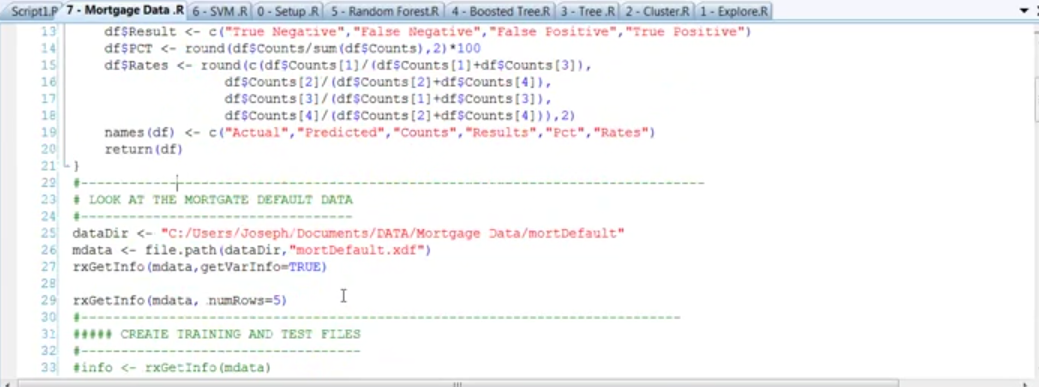 Script1.R 7 - Mortgage Data .R 6 - SVM .R 0 - Setup .R 5 - Random Forest.R 4 - Boosted Tree.R 3 - Tree .R 2 - Cluster.R 1 - Explore.R
13 df$Result <- c("True Negative","False Negative","False Positive","True Positive")
14 df$PCT <- round(df$Counts/sum(df$Counts),2)*100
15 df$Rates <- round(c(df$Counts[1]/(df$Counts[1]+df$Counts[3]),
16 df$Counts[2]/(df$Counts[2]+df$Counts[4]),
17 df$Counts[3]/(df$Counts[1]+df$Counts[3]),
18 df$Counts[4]/(df$Counts[2]+df$Counts[4])),2)
19 names(df) <- c("Actual","Predicted","Counts","Results","Pct","Rates")
20 return(df)
21 }
22 #-----------------------------------------------------------------------------
23 # LOOK AT THE MORTGATE DEFAULT DATA
24 #---------------------------------
25 dataDir <- "C:/Users/Joseph/Documents/DATA/Mortgage Data/mortDefault"
26 mdata <- file.path(dataDir,"mortDefault.xdf")
27 rxGetInfo(mdata,getVarInfo=TRUE)
28
29 rxGetInfo(mdata, numRows=5)
30 #--------------------------------------------------------------------------
31 ##### CREATE TRAINING AND TEST FILES
32 #----------------------------------
33 #info <- rxGetInfo(mdata)